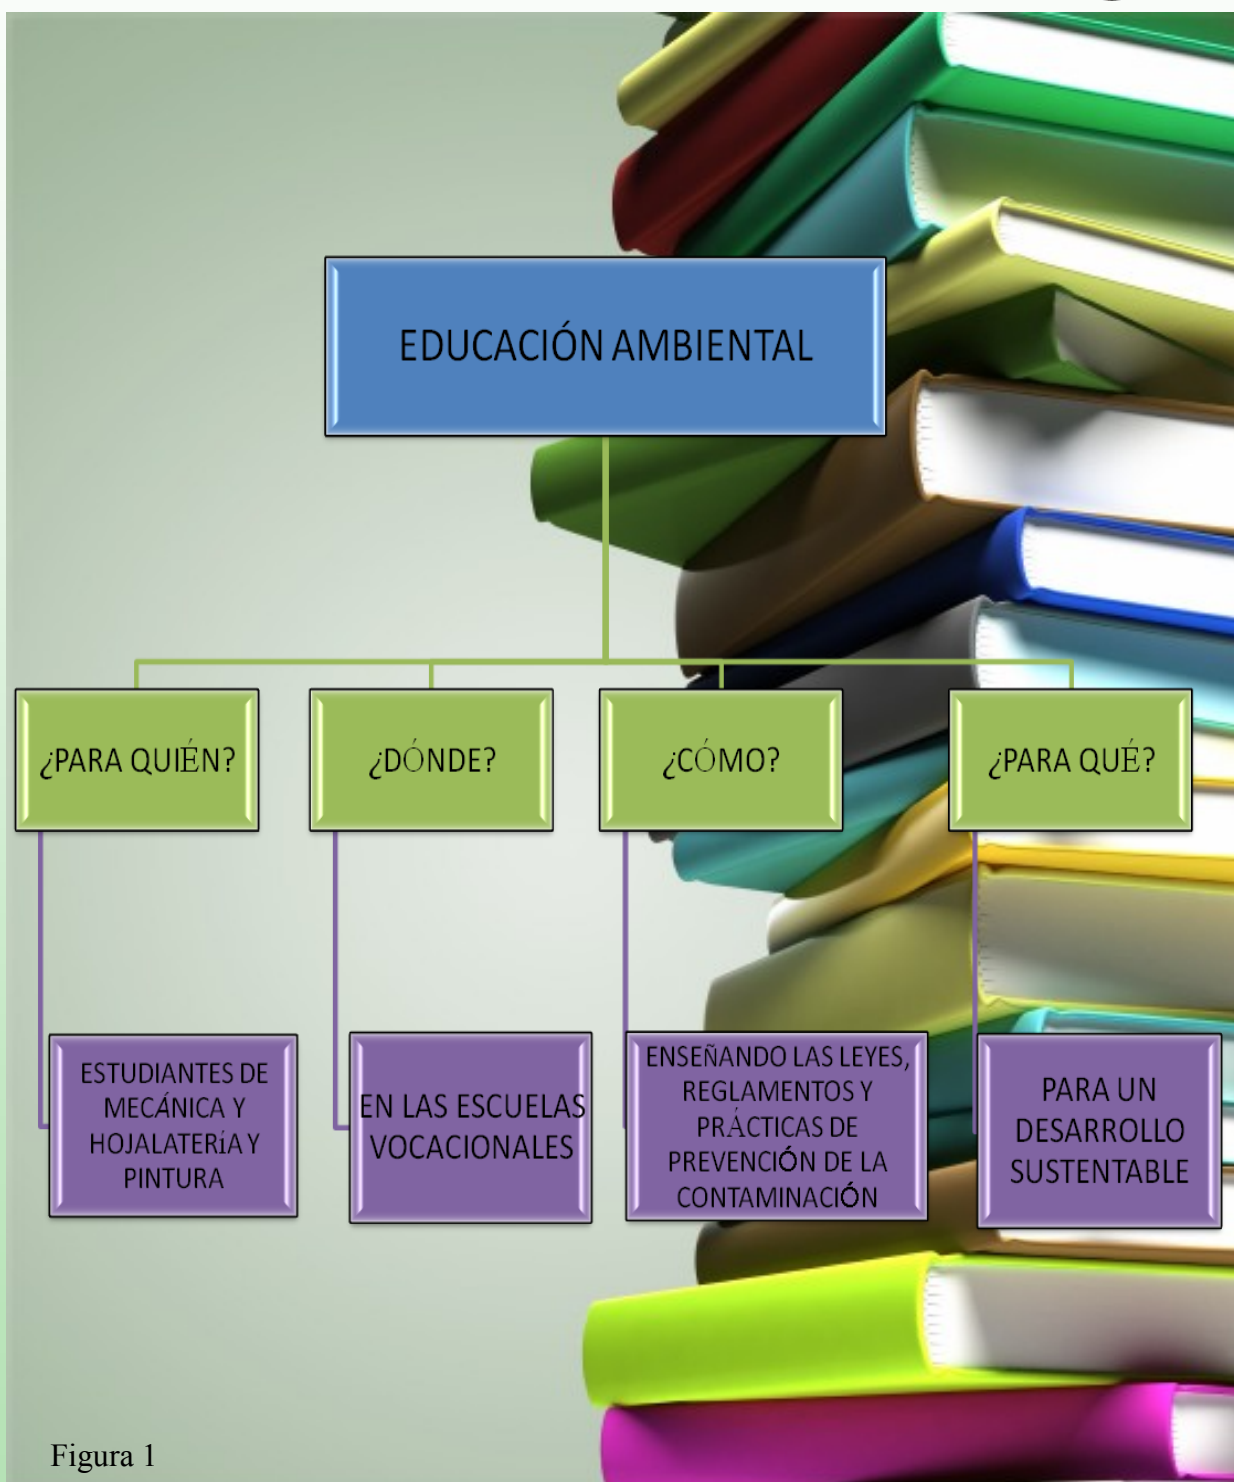 EDUCACIÓN AMBIENTAL
¿PARA QUIÉN?
¿DÓNDE?
¿CÓMO?
¿PARA QUÉ?
ESTUDIANTES DE
MECÁNICA Y
HOJALATERíA Y
PINTURA
EN LAS ESCUELAS
VOCACIONALES
ENSEÑANDO LAS LEYES,
REGLAMENTOS Y
PRÁCTICAS DE
PREVENCIÓN DE LA
CONTAMINACIÓN
PARA UN
DESARROLLO
SUSTENTABLE
Figura 1